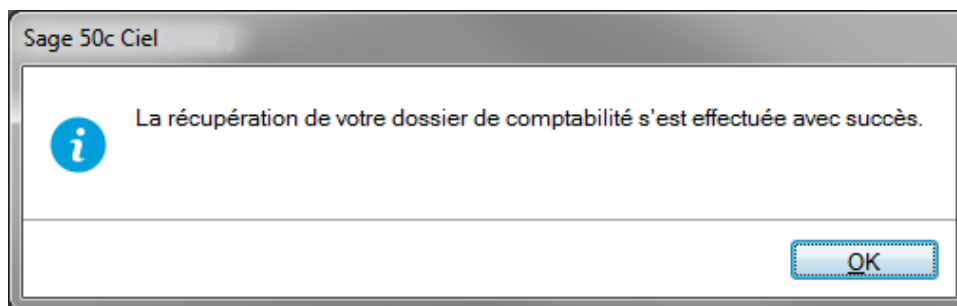 Sage 50c Ciel
La récupération de votre dossier de comptabilité s'est effectuée avec succès.
OK